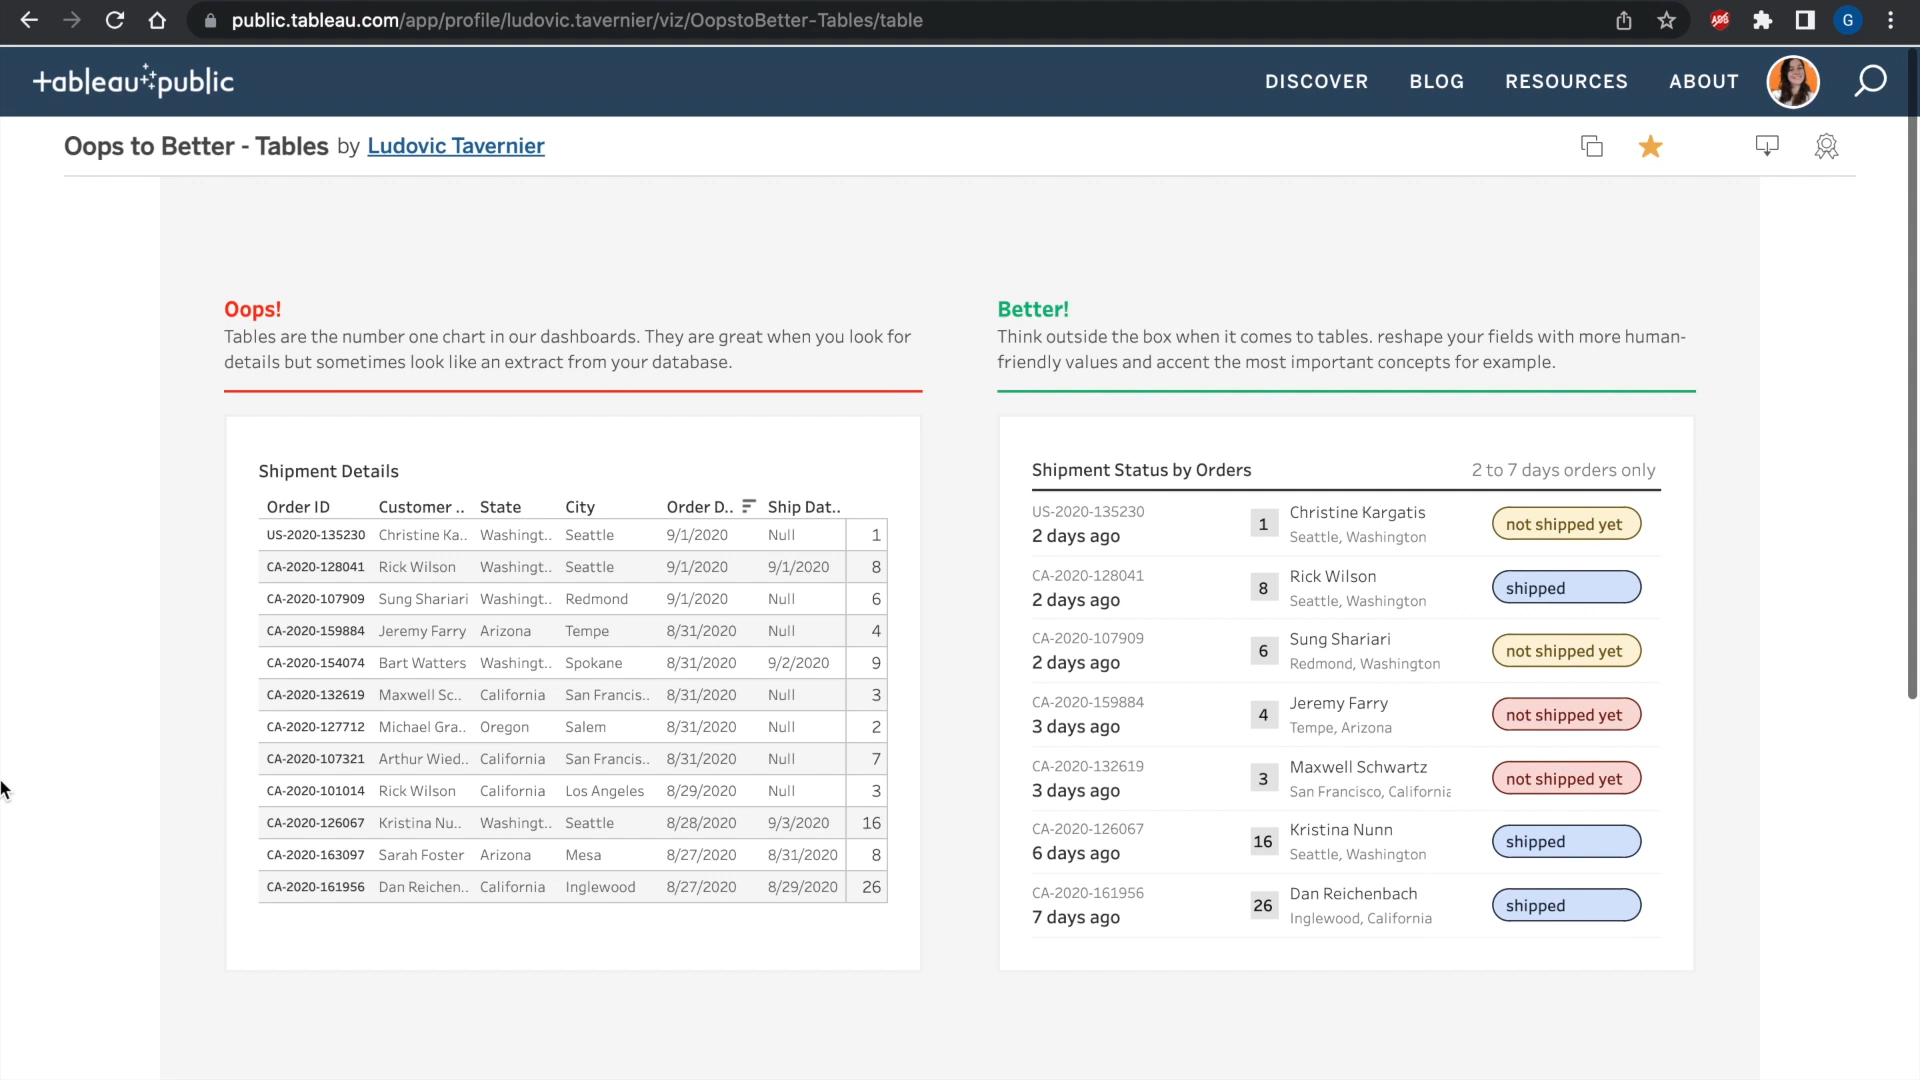 public.tableau.com/app/profile/ludovic.tavernier/viz/OopstoBetter-Tables/table
ABP
G
tableau public
DISCOVER BLOG RESOURCES ABOUT
Oops to Better - Tables by Ludovic Tavernier
Oops!
Tables are the number one chart in our dashboards. They are great when you look for
details but sometimes look like an extract from your database.
Better!
Think outside the box when it comes to tables. reshape your fields with more human-
friendly values and accent the most important concepts for example.
Shipment Details
Order ID Customer .. State City Order D.. Ship Dat..
US-2020-135230 Christine Ka.. Washingt.. Seattle 9/1/2020 Null 1
CA-2020-128041 Rick Wilson Washingt.. Seattle 9/1/2020 9/1/2020 8
CA-2020-107909 Sung Shariari Washingt.. Redmond 9/1/2020 Null 6
CA-2020-159884 Jeremy Farry Arizona Tempe 8/31/2020 Null 4
CA-2020-154074 Bart Watters Washingt.. Spokane 8/31/2020 9/2/2020 9
CA-2020-132619 Maxwell Sc.. California San Francis.. 8/31/2020 Null 3
CA-2020-127712 Michael Gra.. Oregon Salem 8/31/2020 Null 2
CA-2020-107321 Arthur Wied.. California San Francis.. 8/31/2020 Null 7
CA-2020-101014 Rick Wilson California Los Angeles 8/29/2020 Null 3
CA-2020-126067 Kristina Nu.. Washingt.. Seattle 8/28/2020 9/3/2020 16
CA-2020-163097 Sarah Foster Arizona Mesa 8/27/2020 8/31/2020 8
CA-2020-161956 Dan Reichen.. California Inglewood 8/27/2020 8/29/2020 26
Shipment Status by Orders 2 to 7 days orders only
US-2020-135230
2 days ago
1
Christine Kargatis
Seattle, Washington
not shipped yet
CA-2020-128041
2 days ago
8
Rick Wilson
Seattle, Washington
shipped
CA-2020-107909
2 days ago
6
Sung Shariari
Redmond, Washington
not shipped yet
CA-2020-159884
3 days ago
4
Jeremy Farry
Tempe, Arizona
not shipped yet
CA-2020-132619
3 days ago
3
Maxwell Schwartz
San Francisco, California
not shipped yet
CA-2020-126067
6 days ago
16
Kristina Nunn
Seattle, Washington
shipped
CA-2020-161956
7 days ago
26
Dan Reichenbach
Inglewood, California
shipped